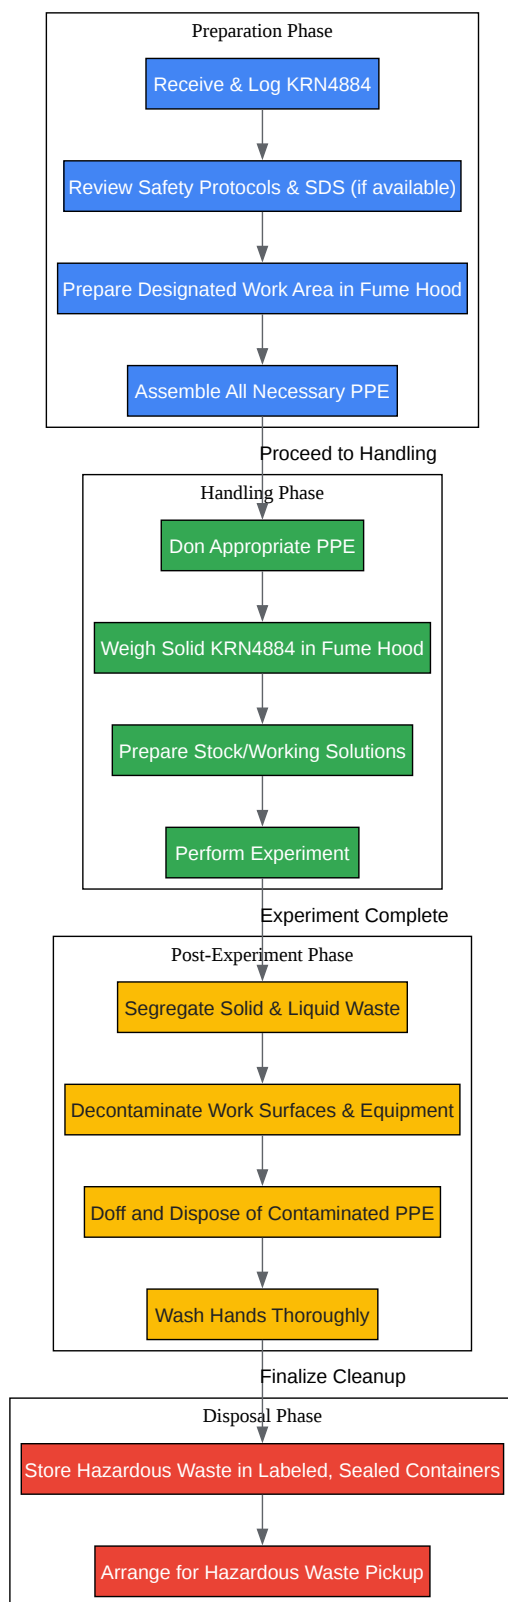 Preparation Phase
Receive & Log KRN4884
Review Safety Protocols & SDS (if available)
Prepare Designated Work Area in Fume Hood
Assemble All Necessary PPE
Proceed to Handling
Handling Phase
Don Appropriate PPE
Weigh Solid KRN4884 in Fume Hood
Prepare Stock/Working Solutions
Perform Experiment
Experiment Complete
Post-Experiment Phase
Segregate Solid & Liquid Waste
Decontaminate Work Surfaces & Equipment
Doff and Dispose of Contaminated PPE
Wash Hands Thoroughly
Finalize Cleanup
Disposal Phase
Store Hazardous Waste in Labeled, Sealed Containers
Arrange for Hazardous Waste Pickup